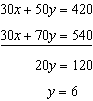 30x + 50y = 420
30x + 70y = 540
20y = 120
y = 6